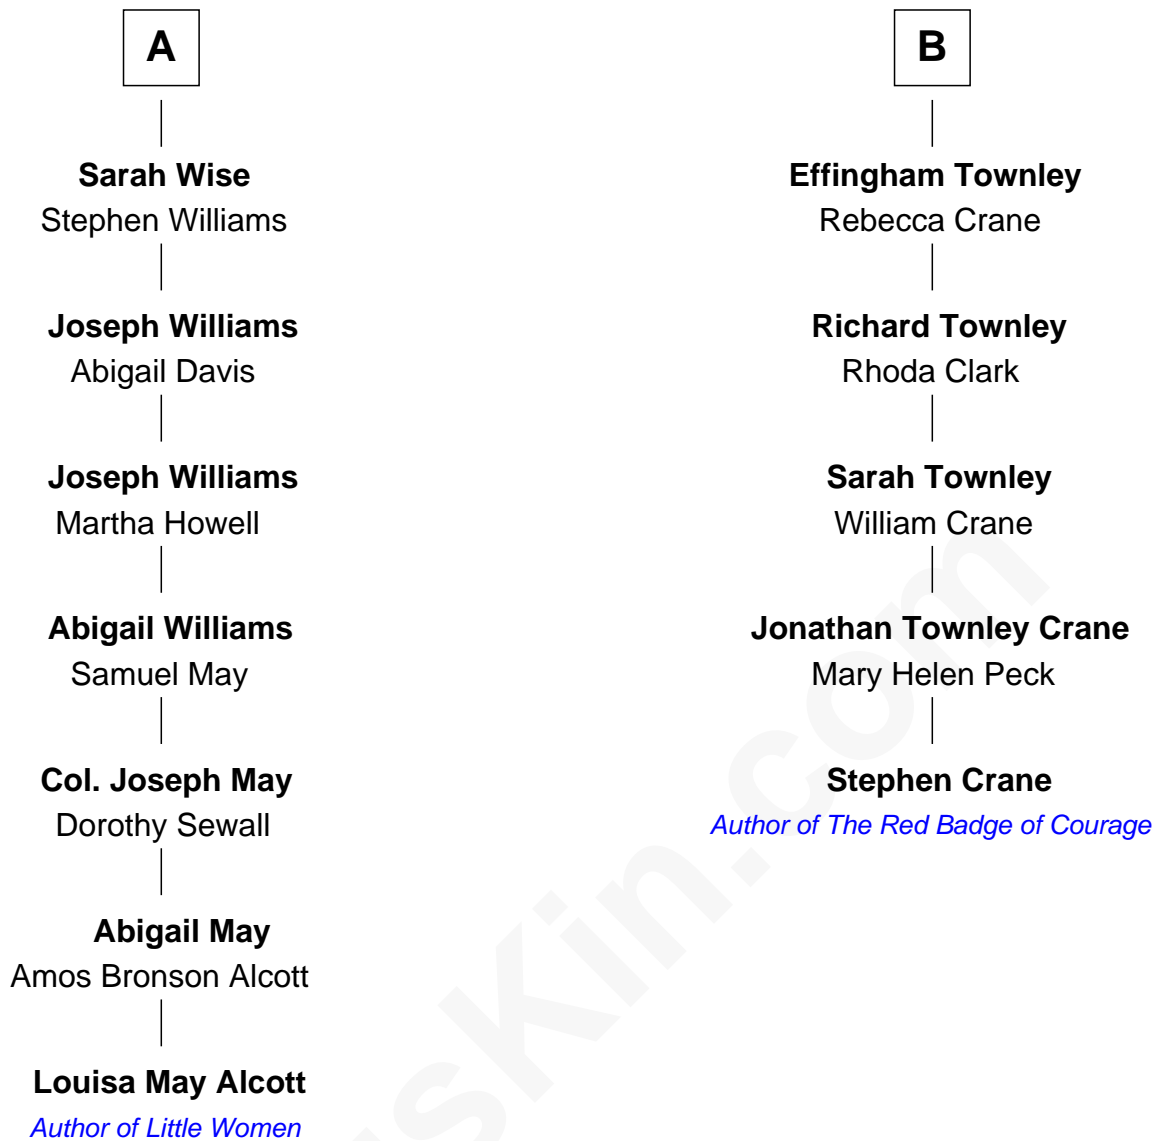 A
Sarah Wise
Stephen Williams
Joseph Williams
Abigail Davis
Joseph Williams
Martha Howell
Abigail Williams
Samuel May
Col. Joseph May
Dorothy Sewall
Abigail May
Amos Bronson Alcott
Louisa May Alcott
Author of Little Women
B
Effingham Townley
Rebecca Crane
Richard Townley
Rhoda Clark
Sarah Townley
William Crane
Jonathan Townley Crane
Mary Helen Peck
Stephen Crane
Author of The Red Badge of Courage